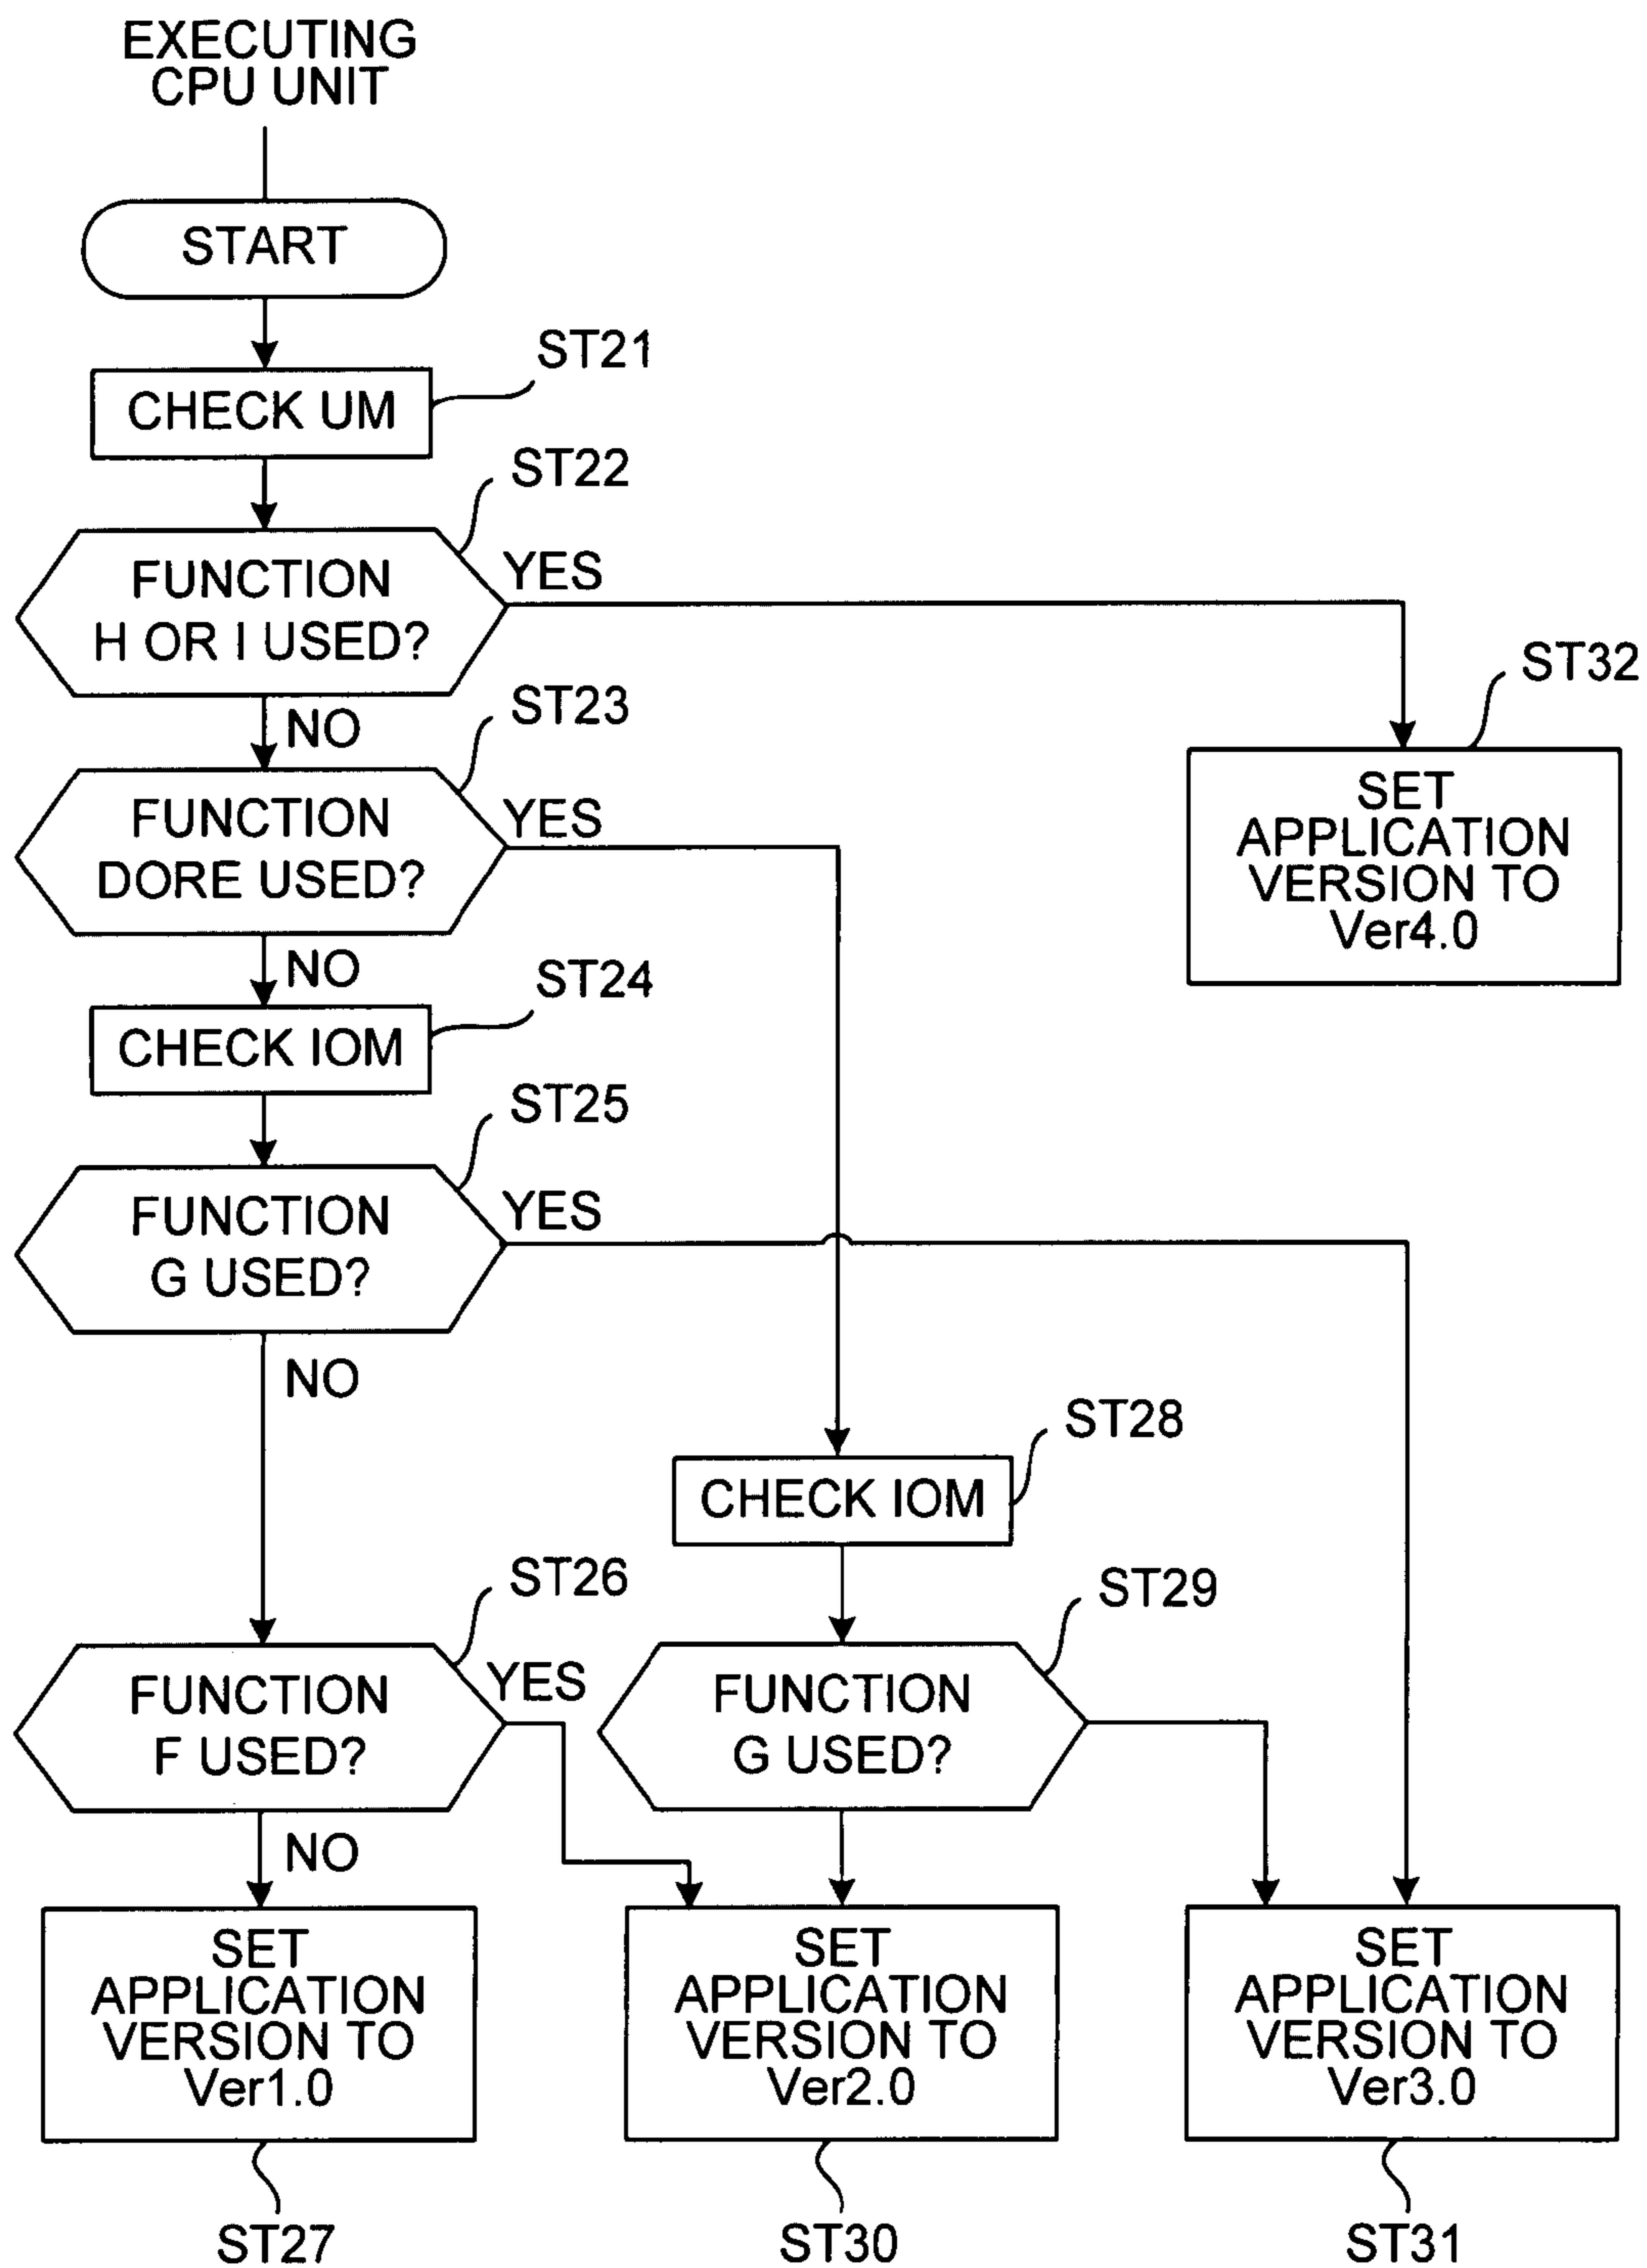 EXECUTING
CPU UNIT
START
ST21
CHECK UM
ST22
FUNCTION
H OR I USED?
YES
NO
ST32
SET
APPLICATION
VERSION TO
Ver4.0
ST23
FUNCTION
DORE USED?
YES
NO
ST24
CHECK IOM
ST25
FUNCTION
G USED?
YES
NO
ST28
CHECK IOM
ST26
FUNCTION
F USED?
YES
NO
ST29
FUNCTION
G USED?
SET
APPLICATION
VERSION TO
Ver1.0
ST27
SET
APPLICATION
VERSION TO
Ver2.0
ST30
SET
APPLICATION
VERSION TO
Ver3.0
ST31